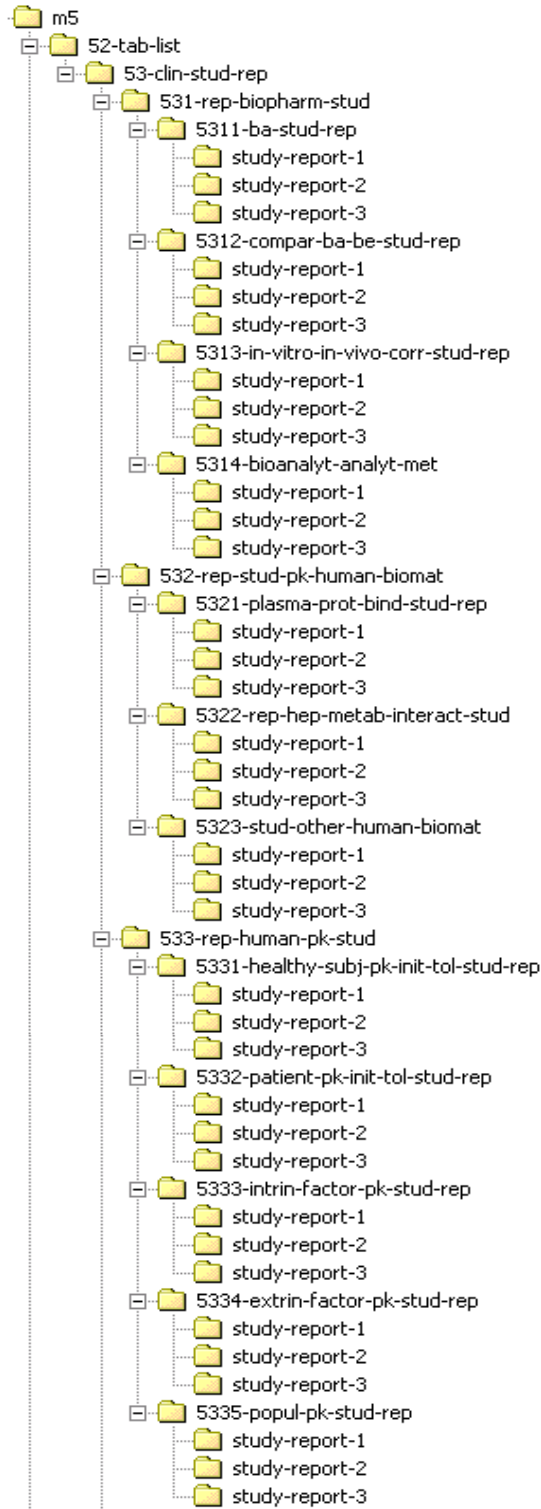 m5
52-tab-list
53-clin-stud-rep
531-rep-biopharm-stud
5311-ba-stud-rep
study-report-1
study-report-2
study-report-3
5312-compar-ba-be-stud-rep
study-report-1
study-report-2
study-report-3
5313-in-vitro-in-vivo-corr-stud-rep
study-report-1
study-report-2
study-report-3
5314-bioanalyt-analyt-met
study-report-1
study-report-2
study-report-3
532-rep-stud-pk-human-biomat
5321-plasma-prot-bind-stud-rep
study-report-1
study-report-2
study-report-3
5322-rep-hep-metab-interact-stud
study-report-1
study-report-2
study-report-3
5323-stud-other-human-biomat
study-report-1
study-report-2
study-report-3
533-rep-human-pk-stud
5331-healthy-subj-pk-init-tol-stud-rep
study-report-1
study-report-2
study-report-3
5332-patient-pk-init-tol-stud-rep
study-report-1
study-report-2
study-report-3
5333-intrin-factor-pk-stud-rep
study-report-1
study-report-2
study-report-3
5334-extrin-factor-pk-stud-rep
study-report-1
study-report-2
study-report-3
5335-popul-pk-stud-rep
study-report-1
study-report-2
study-report-3